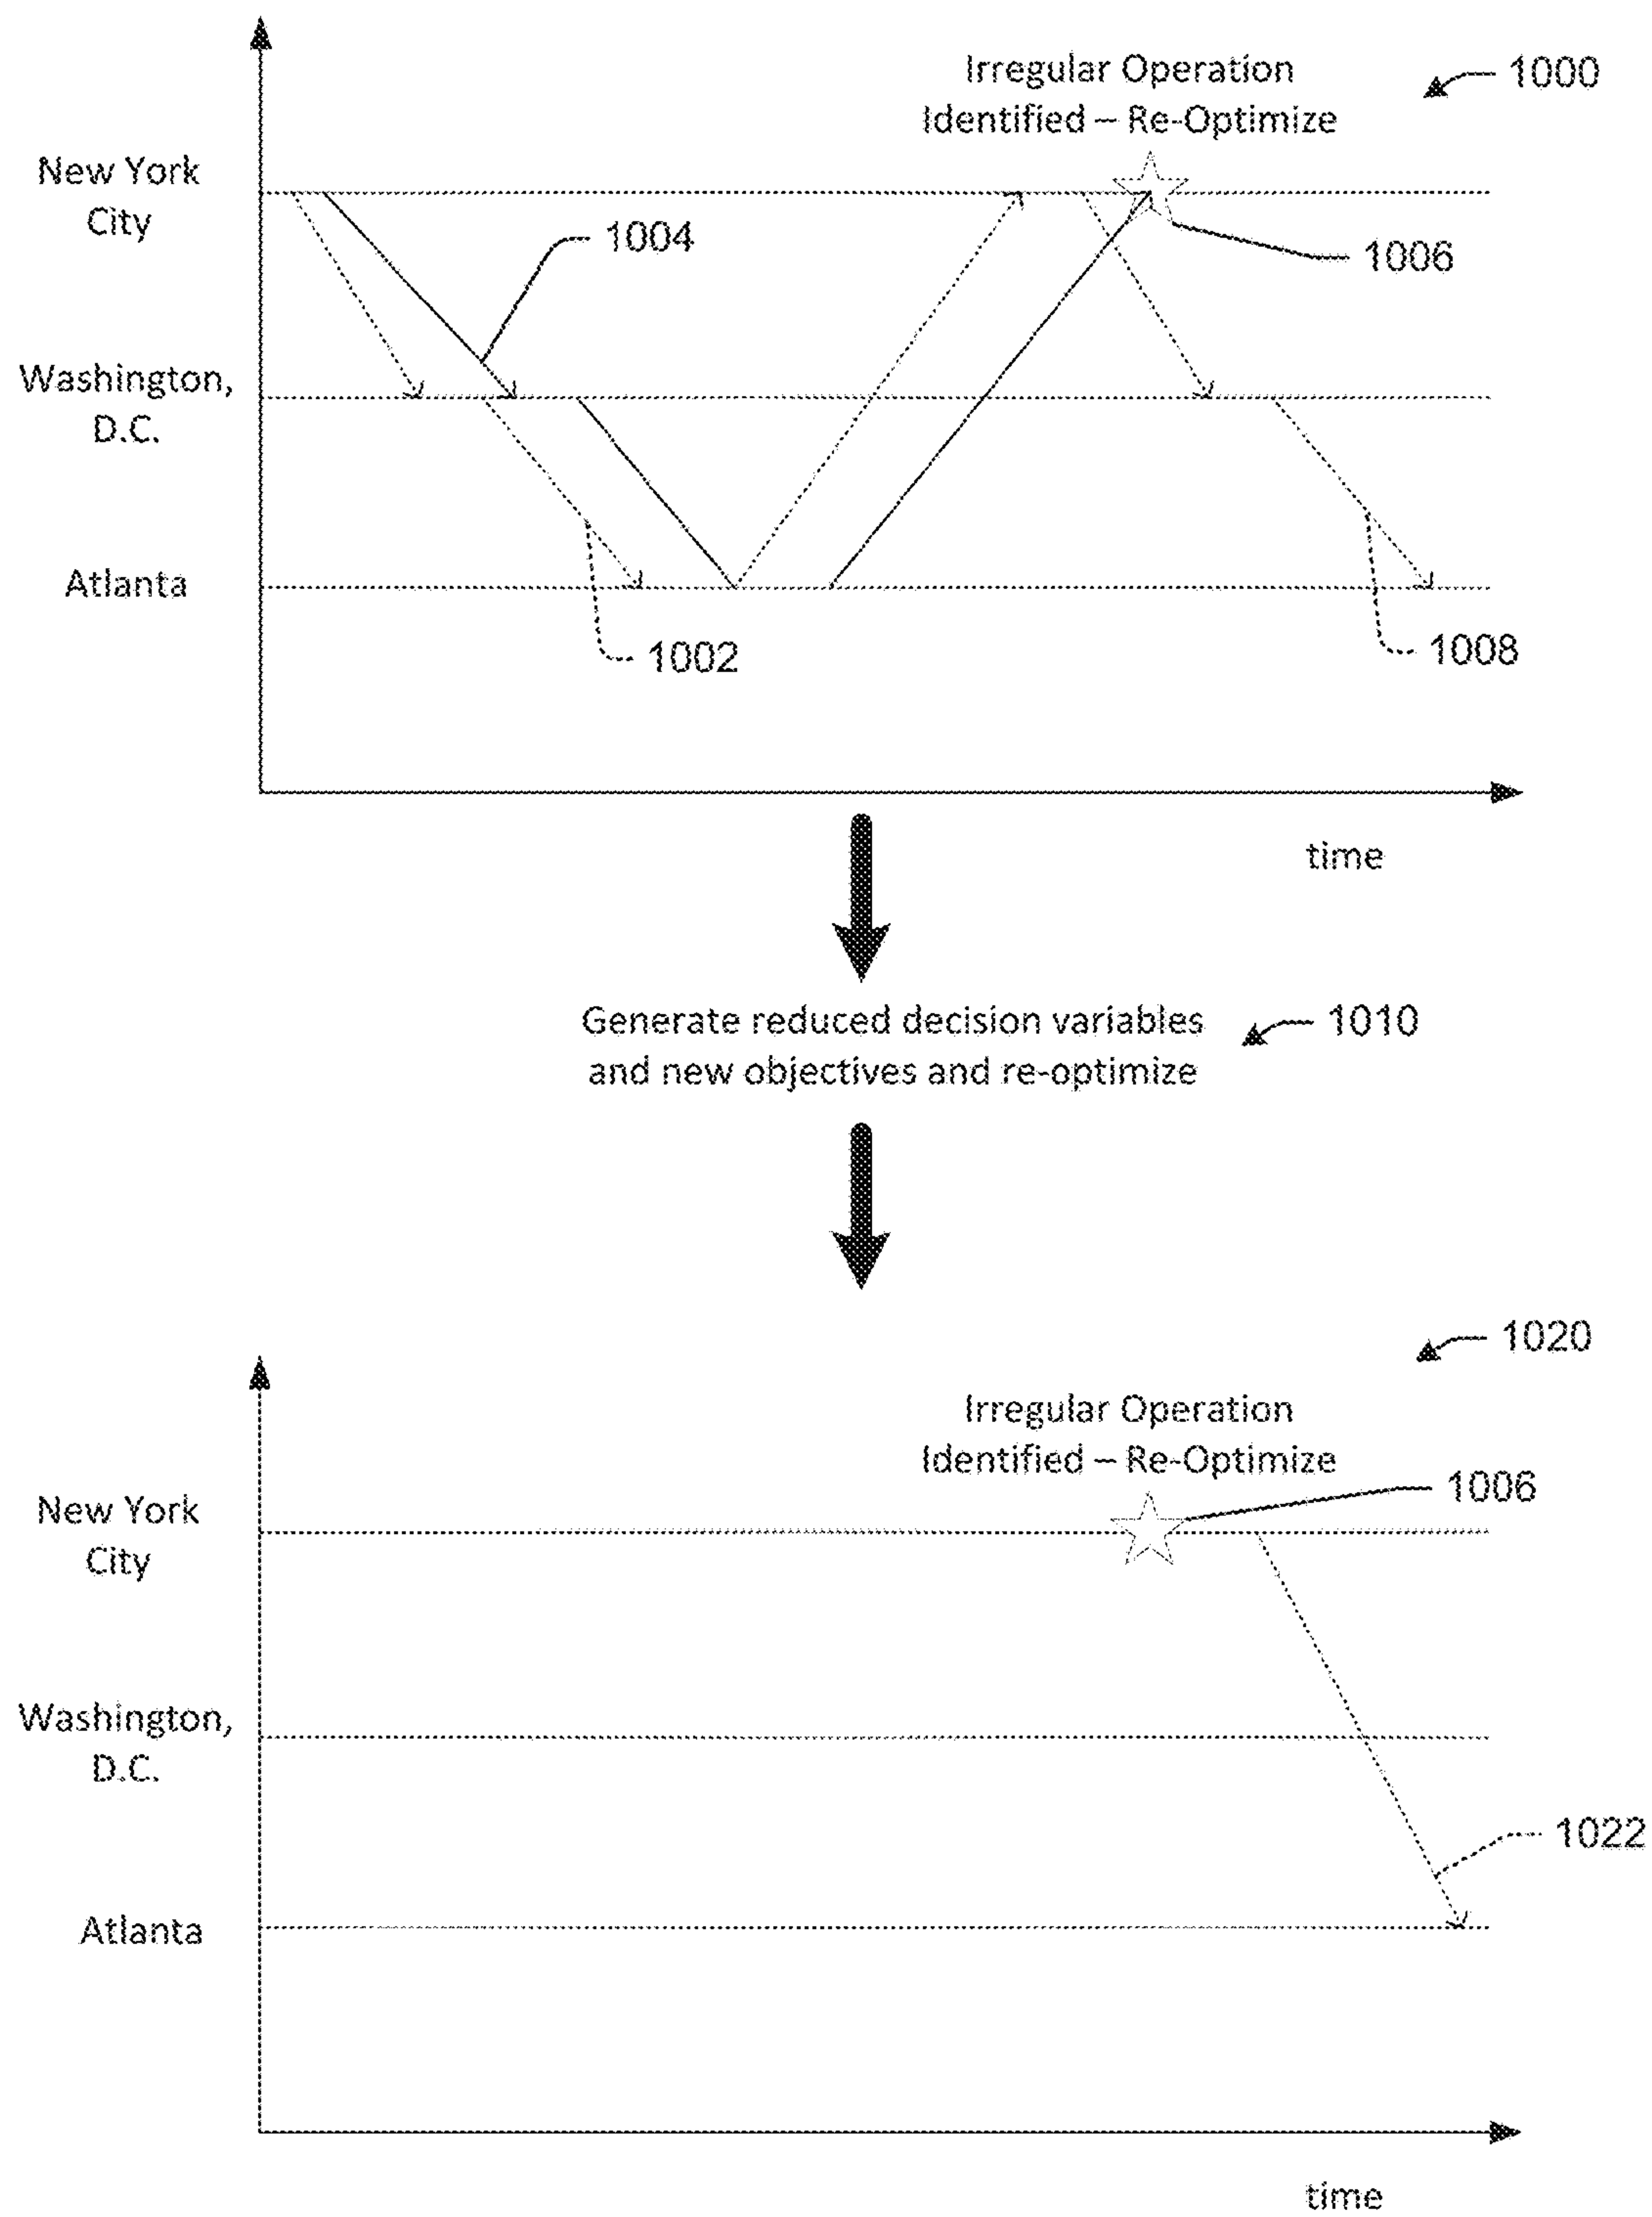 Irregular Operation
Identified – Re-Optimize
1000
New York
City
1004
1006
Washington,
D.C.
Atlanta
1002
1008
time
Generate reduced decision variables
and new objectives and re-optimize
1010
1020
Irregular Operation
Identified – Re-Optimize
1006
New York
City
Washington,
D.C.
1022
Atlanta
time